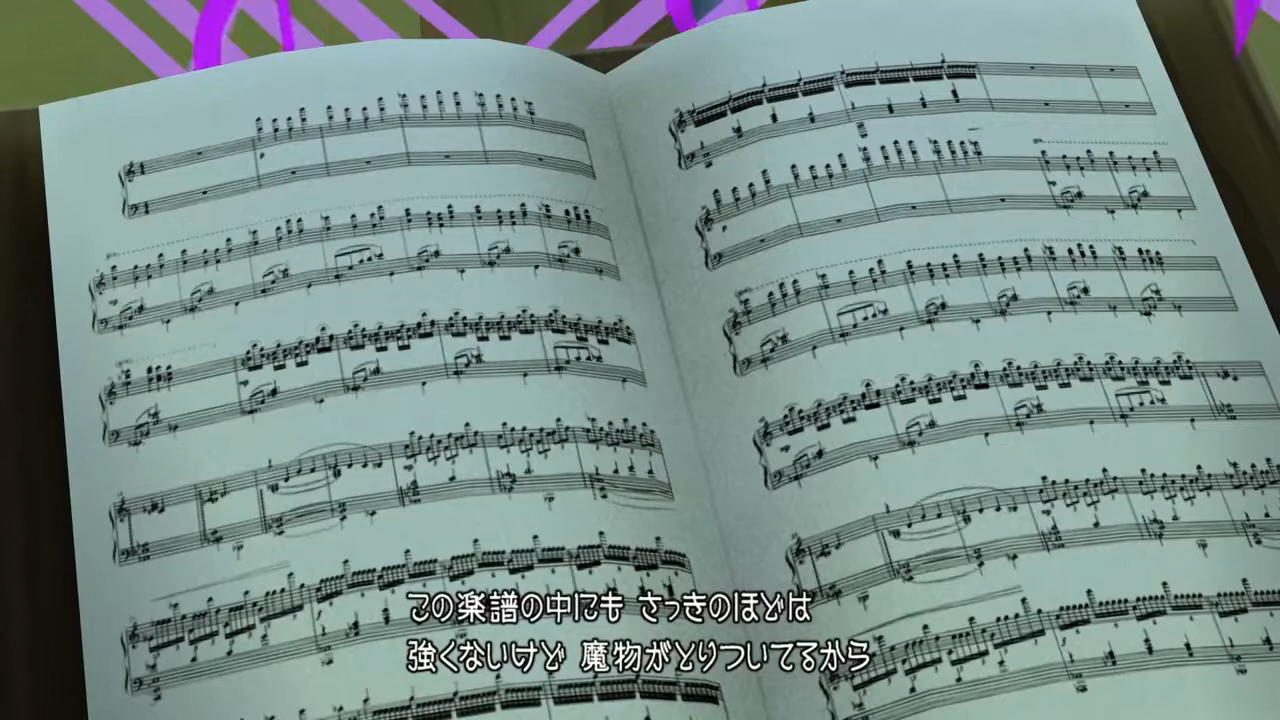 この楽譜の中にも さっきのほどは
強くないけど 魔物がとりついてるから